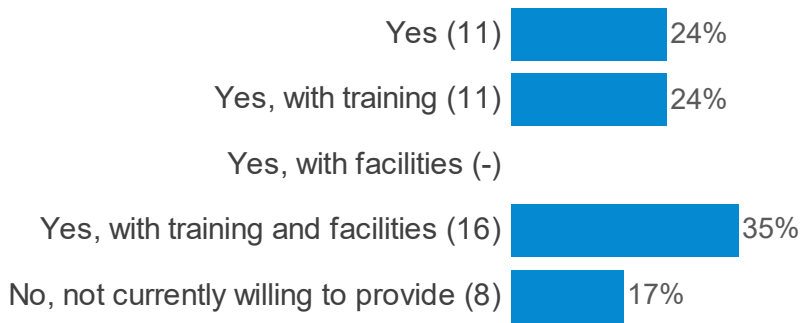 Yes (11) 24%
Yes, with training (11) 24%
Yes, with facilities (-)
Yes, with training and facilities (16) 35%
No, not currently willing to provide (8) 17%